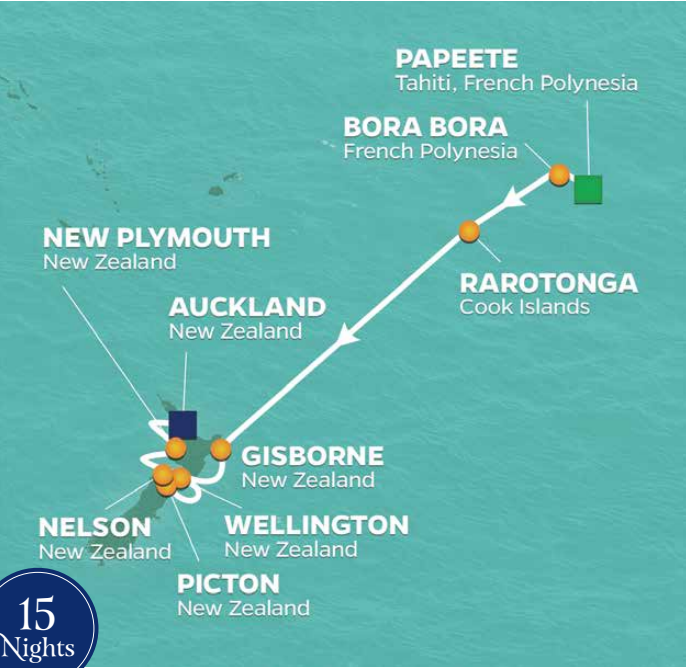 PAPEETE
Tahiti, French Polynesia
BORA BORA
French Polynesia
NEW PLYMOUTH
New Zealand
RAROTONGA
Cook Islands
AUCKLAND
New Zealand
GISBORNE
New Zealand
NELSON
New Zealand
WELLINGTON
New Zealand
PICTON
New Zealand
15
Nights